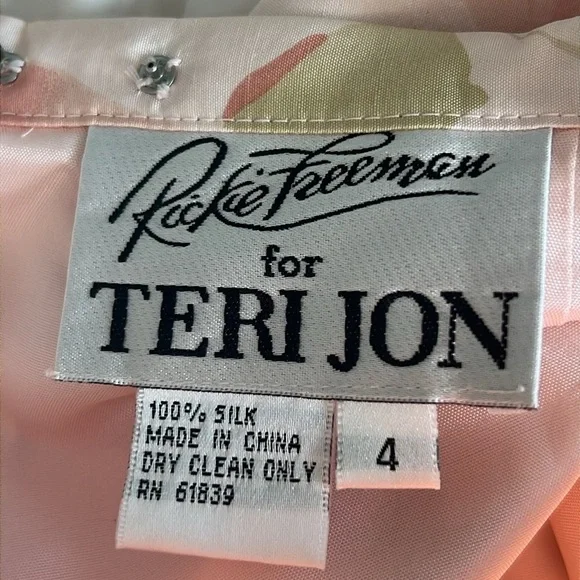 Rickie Freeman
for
TERI JON
100% SILK
MADE IN CHINA
DRY CLEAN ONLY
RN 61839
4